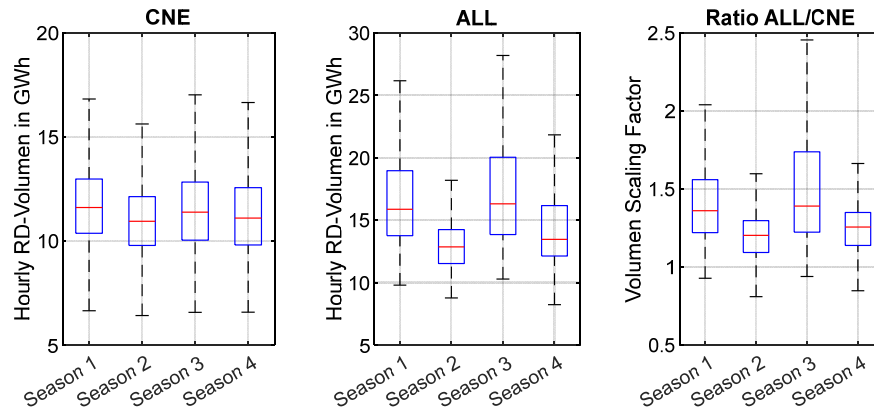 CNE
Hourly RD-Volumen in GWh
20
15
10
5
Season 1
Season 2
Season 3
Season 4
ALL
Hourly RD-Volumen in GWh
30
25
20
15
10
5
Season 1
Season 2
Season 3
Season 4
Ratio ALL/CNE
Volumen Scaling Factor
2.5
2
1.5
1
0.5
Season 1
Season 2
Season 3
Season 4